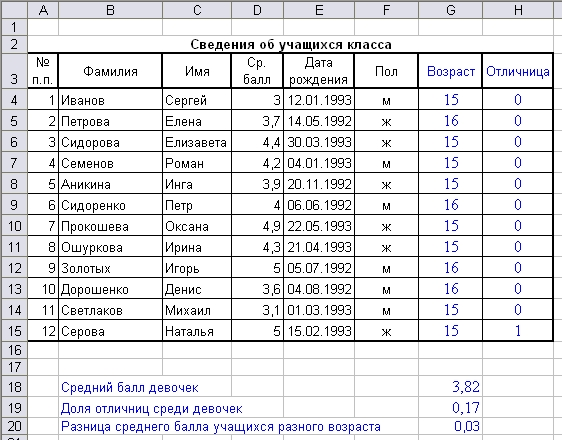 A B C D E F G H
1
2 Сведения об учащихся класса
3 № п.п. Фамилия Имя Ср. балл Дата рождения Пол Возраст Отличница
4 1 Иванов Сергей 3 12.01.1993 м 15 0
5 2 Петрова Елена 3,7 14.05.1992 ж 16 0
6 3 Сидорова Елизавета 4,4 30.03.1993 ж 15 0
7 4 Семенов Роман 4,2 04.01.1993 м 15 0
8 5 Аникина Инга 3,9 20.11.1992 ж 15 0
9 6 Сидоренко Петр 4 06.06.1992 м 16 0
10 7 Прокошева Оксана 4,9 22.05.1993 ж 15 0
11 8 Ошуркова Ирина 4,3 21.04.1993 ж 15 0
12 9 Золотых Игорь 5 05.07.1992 м 16 0
13 10 Дорошенко Денис 3,6 04.08.1992 м 16 0
14 11 Светлаков Михаил 3,1 01.03.1993 м 15 0
15 12 Серова Наталья 5 15.02.1993 ж 15 1
16
17
18 Средний балл девочек 3,82
19 Доля отличниц среди девочек 0,17
20 Разница среднего балла учащихся разного возраста 0,03